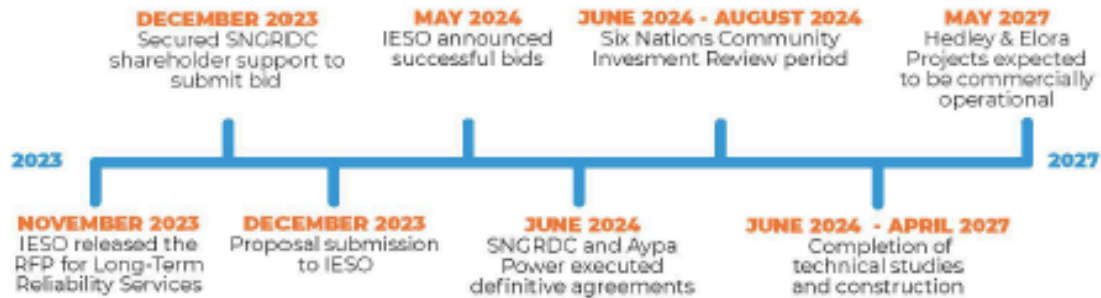 DECEMBER 2023
Secured SNGRIDC
shareholder support to
submit bid
MAY 2024
IESO announced
successful bids
JUNE 2024 - AUGUST 2024
Six Nations Community
Invesment Review period
MAY 2027
Hedley & Elora
Projects expected
to be commercially
operational
2023
2027
NOVEMBER 2023
IESO released the
RFP for Long-Term
Reliability Services
DECEMBER 2023
Proposal submission
to IESO
JUNE 2024
SNGRDC and Aypa
Power executed
definitive agreements
JUNE 2024 - APRIL 2027
Completion of
technical studies
and construction